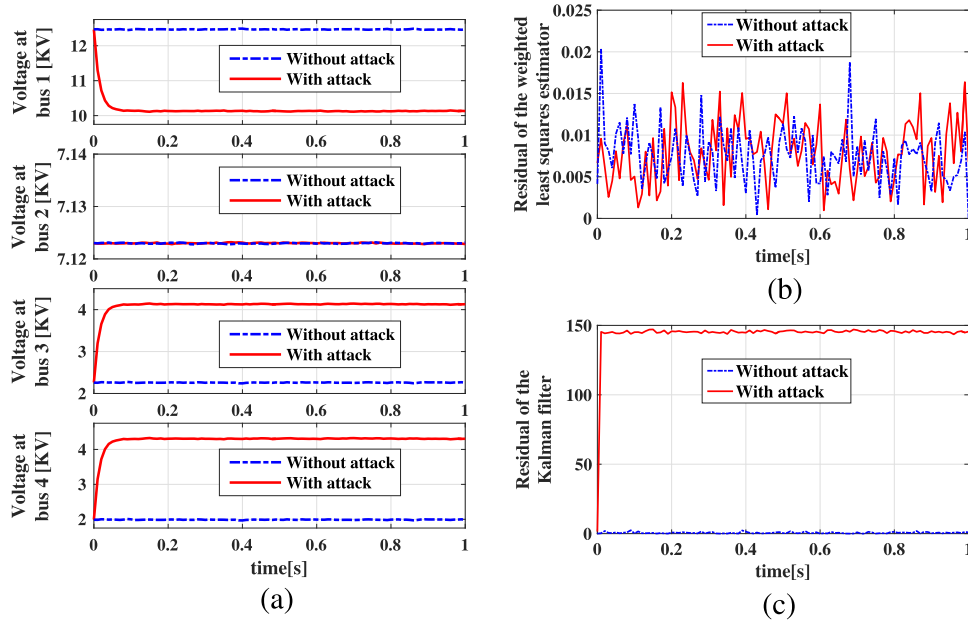 Voltage at
bus 1 [KV]
12
11
10
Without attack
With attack
0
0.2
0.4
0.6
0.8
1
Voltage at
bus 2 [KV]
7.14
7.13
7.12
Without attack
With attack
0
0.2
0.4
0.6
0.8
1
Voltage at
bus 3 [KV]
4
3
2
Without attack
With attack
0
0.2
0.4
0.6
0.8
1
Voltage at
bus 4 [KV]
4
3
2
Without attack
With attack
0
0.2
0.4
0.6
0.8
1
time[s]
(a)
Residual of the weighted
least squares estimator
0.025
0.02
0.015
0.01
0.005
0
Without attack
With attack
0
0.2
0.4
0.6
0.8
1
time[s]
(b)
Residual of the
Kalman filter
150
100
50
0
Without attack
With attack
0
0.2
0.4
0.6
0.8
1
time[s]
(c)